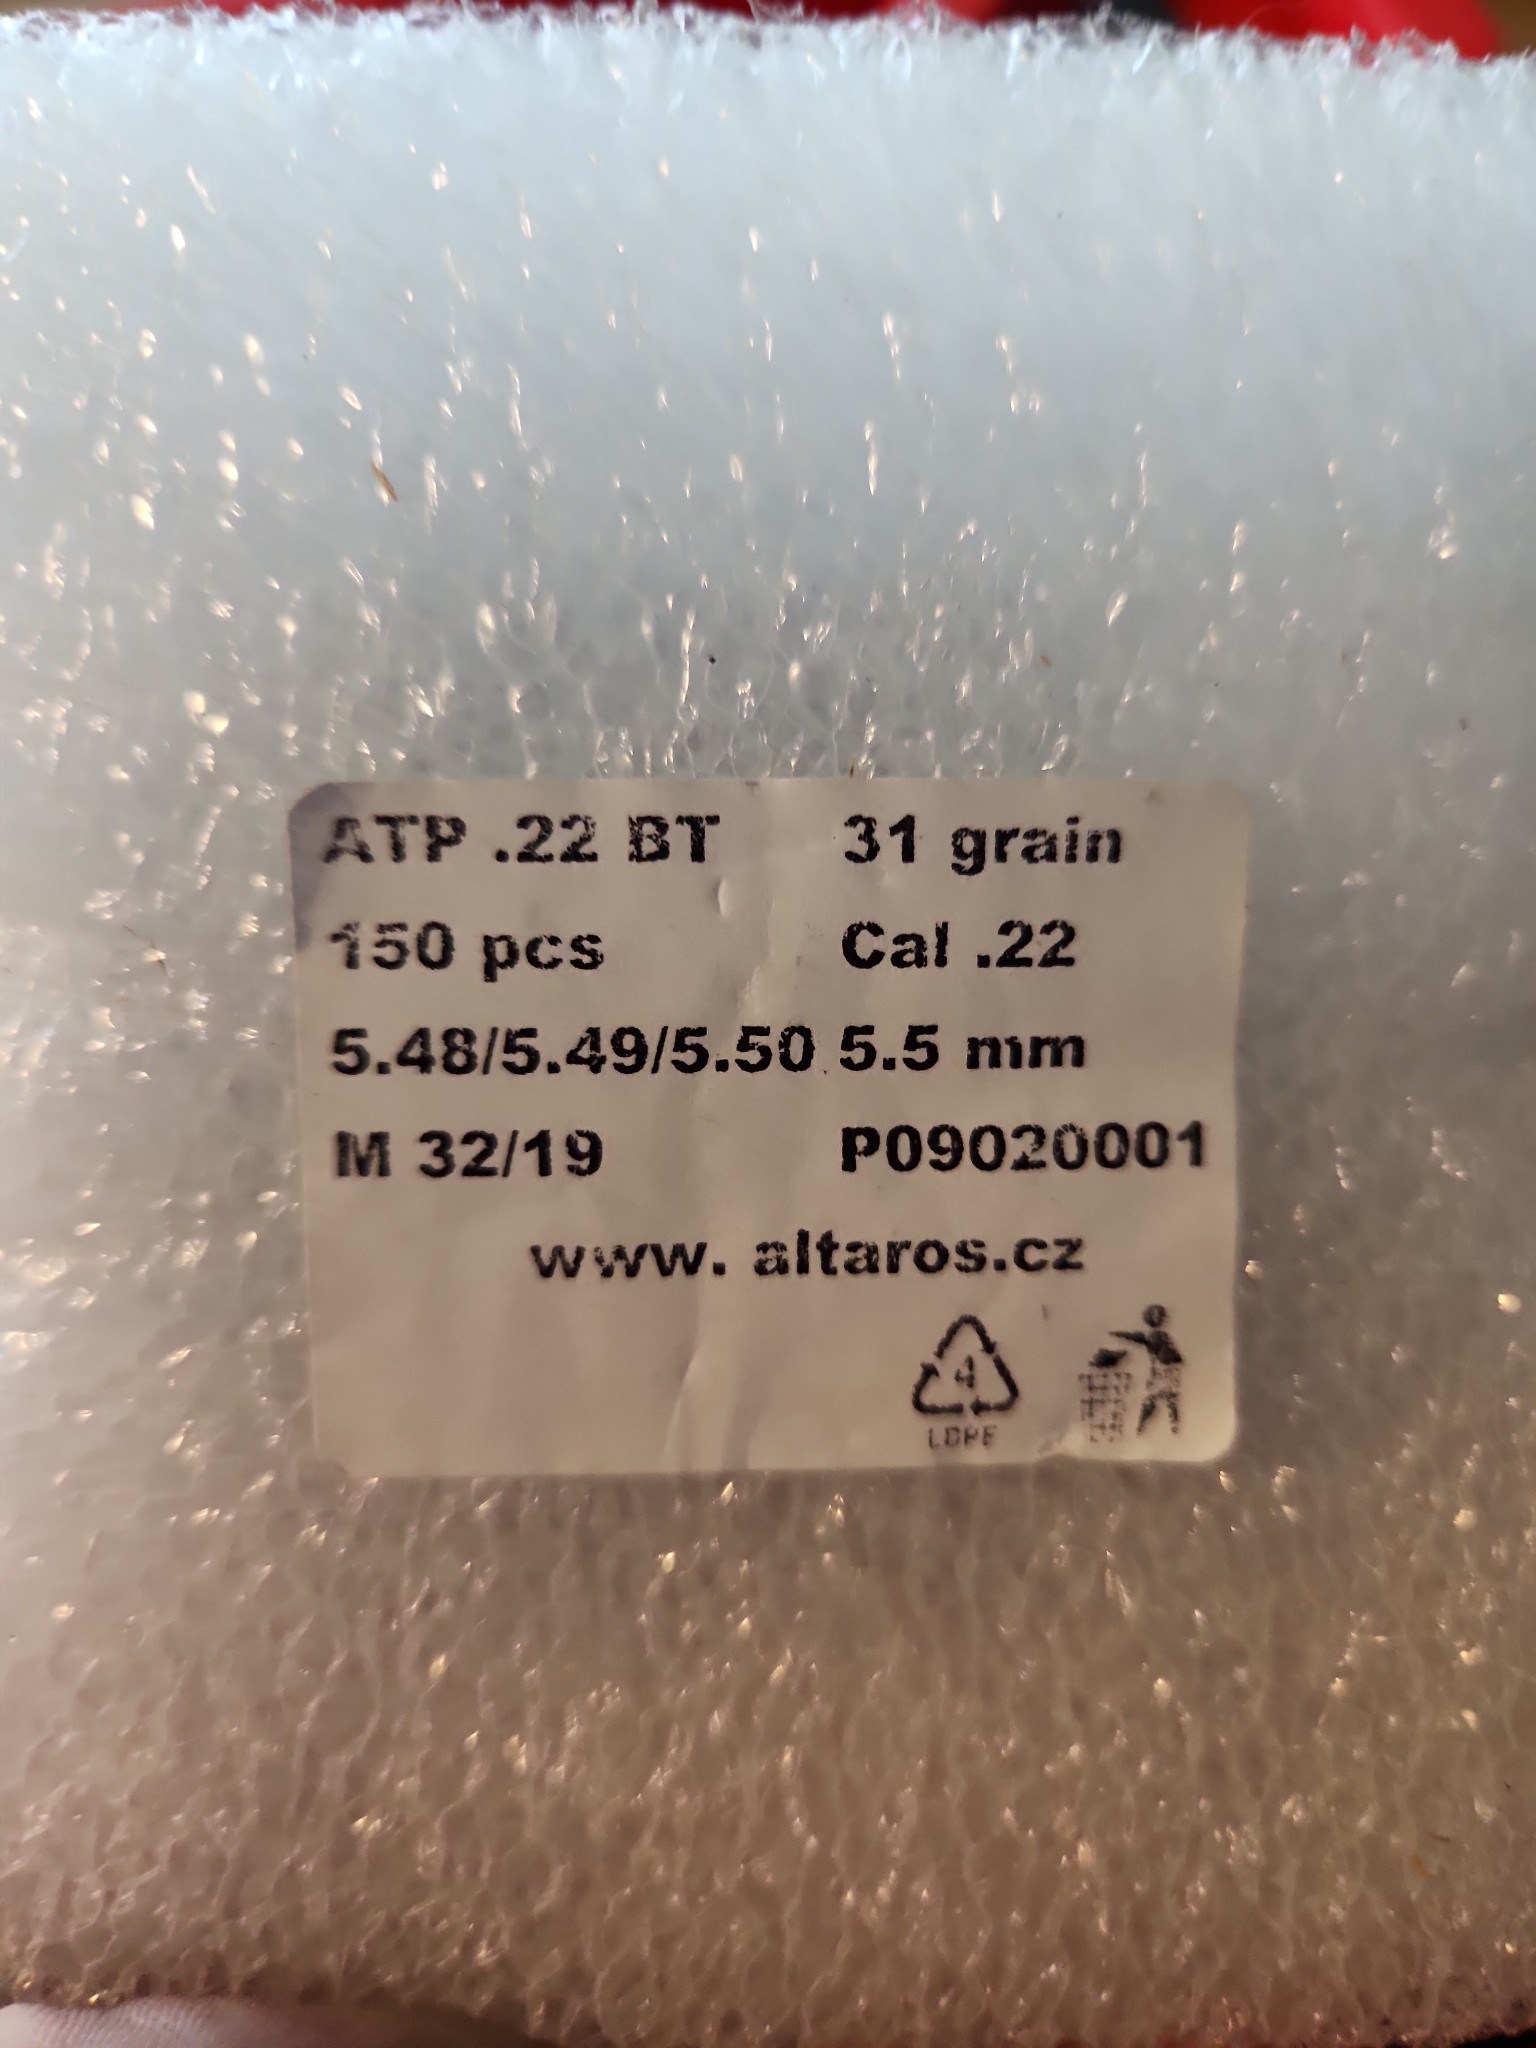 ATP .22 BT 31 grain
150 pcs Cal .22
5.48/5.49/5.50 5.5 mm
M 32/19 P09020001
www. altaros.cz
4
LDPE